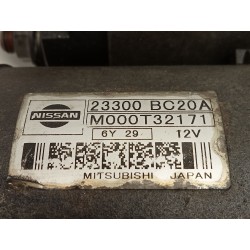 NISSAN
23300 BC20A
M000T32171
6Y 29
12V
MITSUBISHI JAPAN